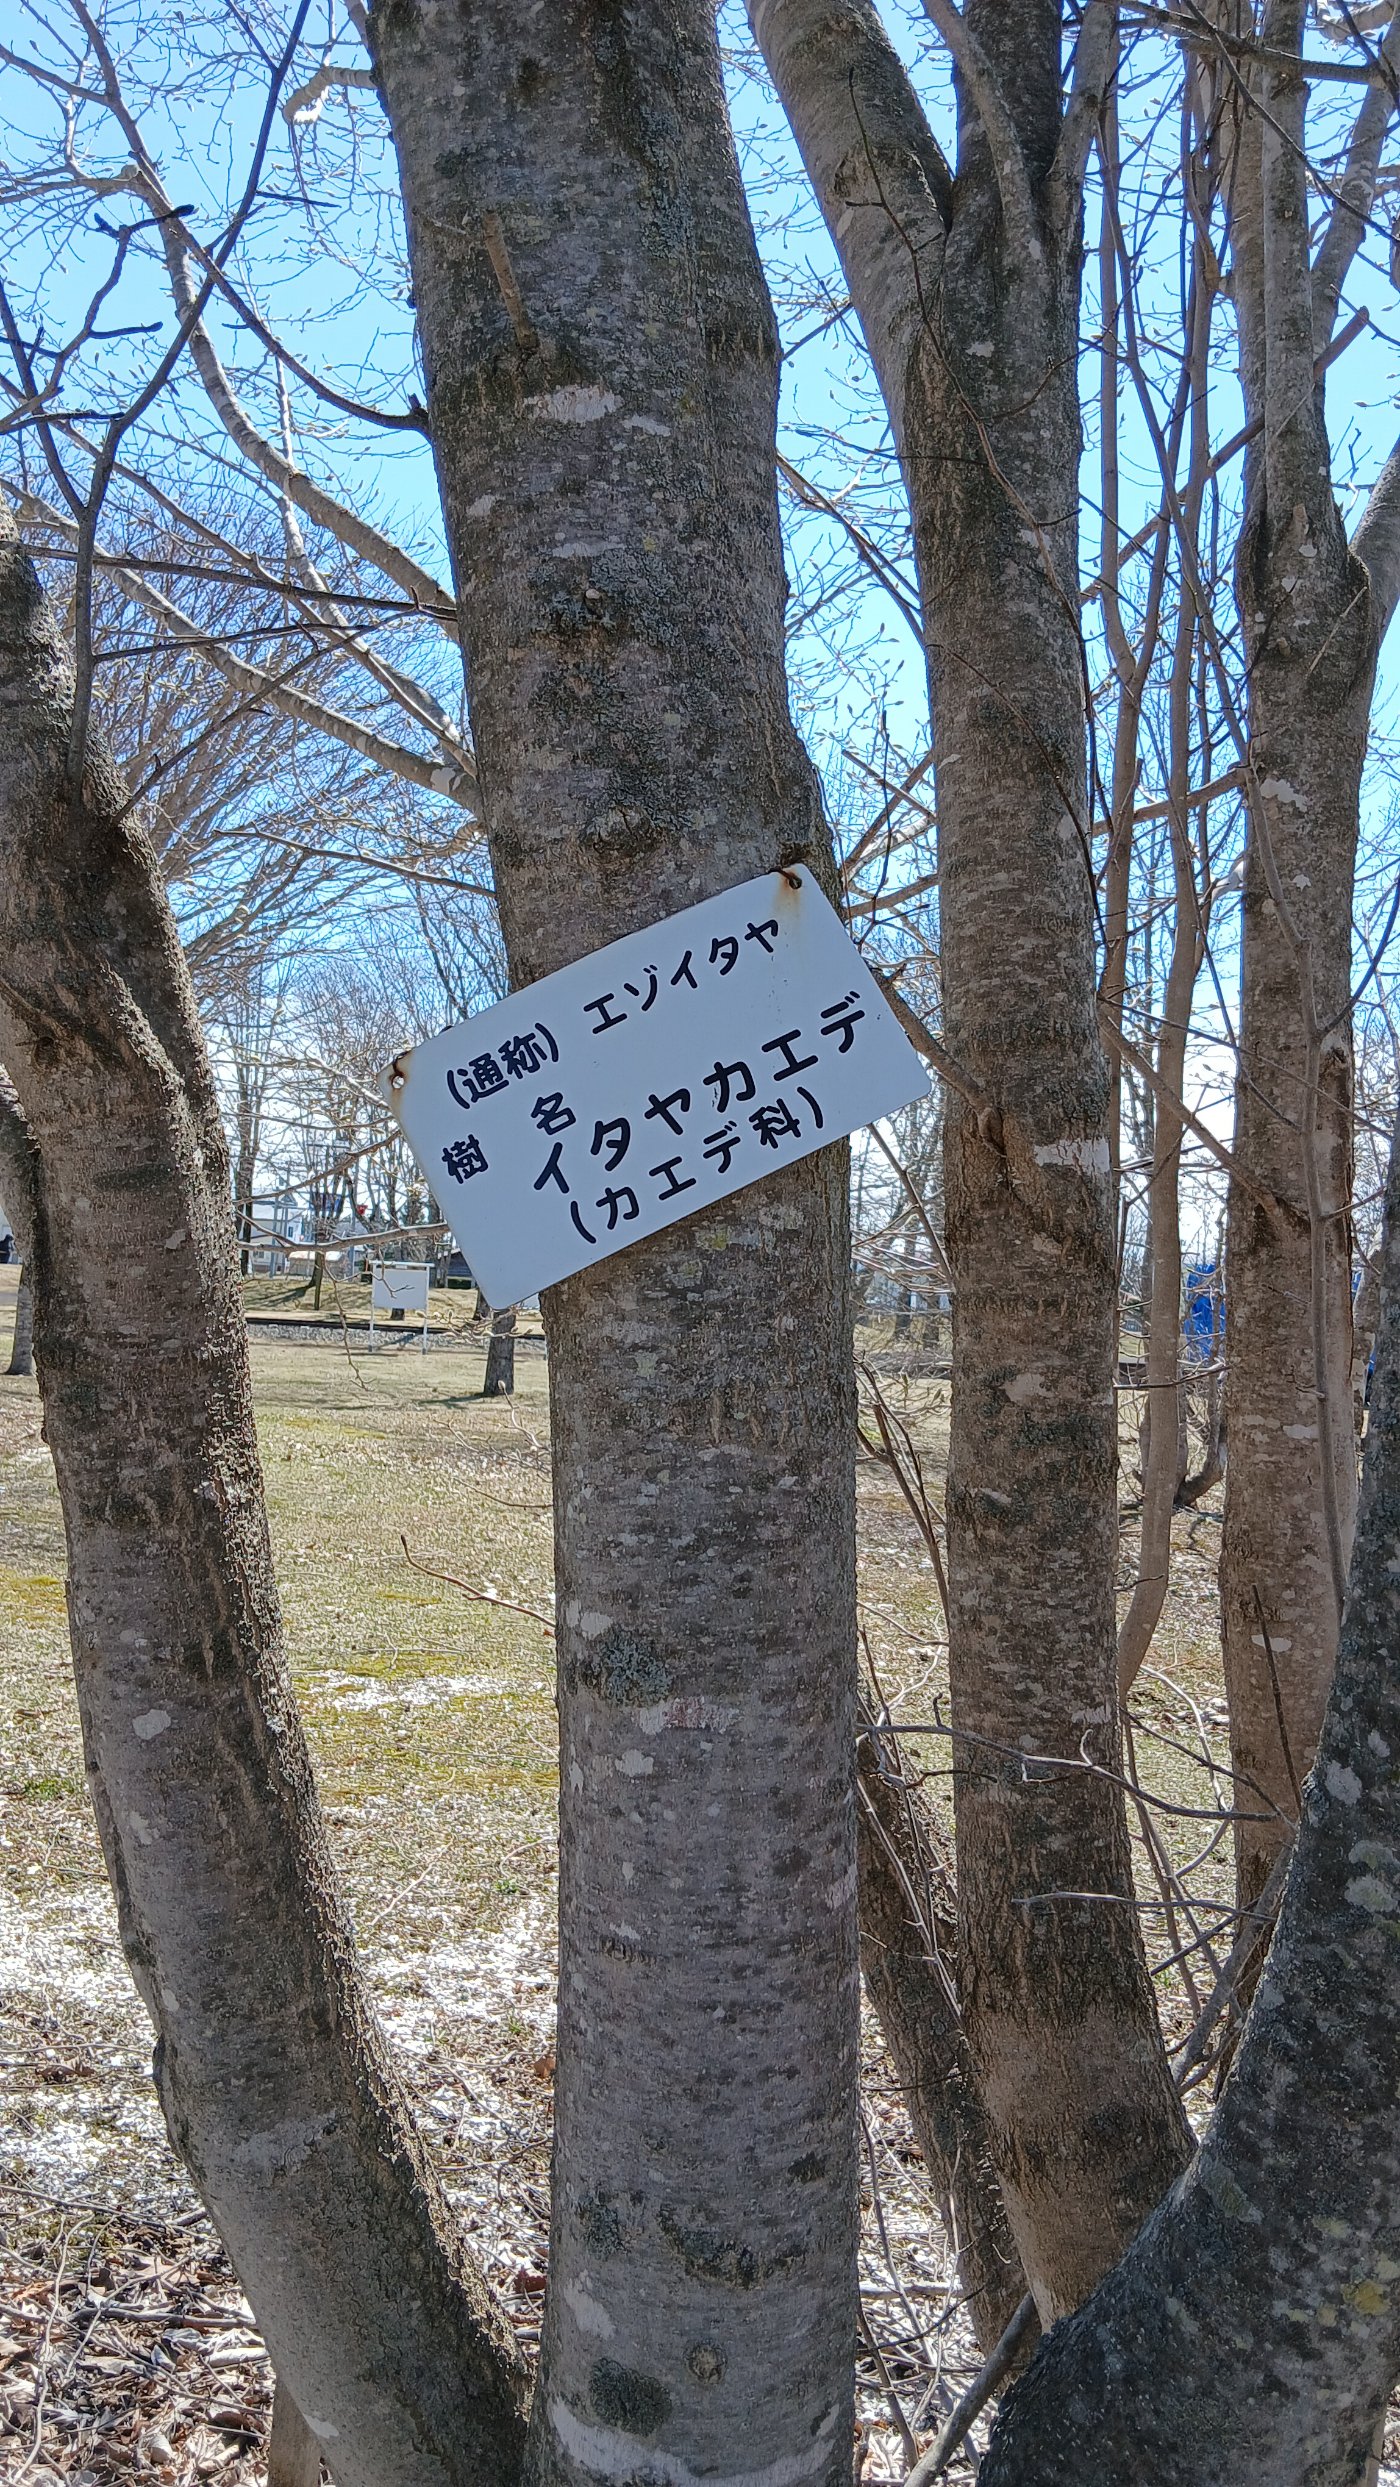 (通称) エゾイタヤ
樹 名
イタヤカエデ
(カエデ科)